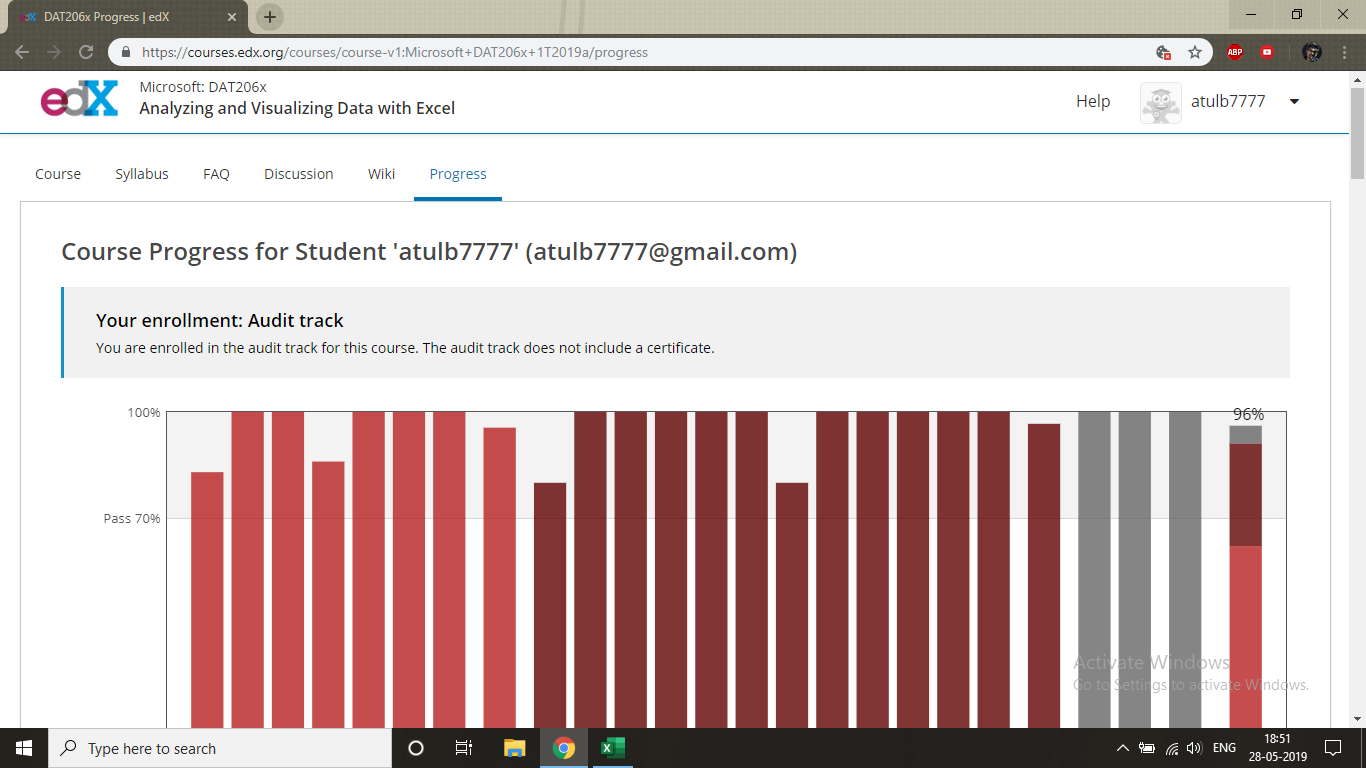 DAT206x Progress | edX
https://courses.edx.org/courses/course-v1:Microsoft+DAT206x+1T2019a/progress
ABP
edX
Microsoft: DAT206x
Analyzing and Visualizing Data with Excel
Help
atulb7777
Course
Syllabus
FAQ
Discussion
Wiki
Progress
Course Progress for Student 'atulb7777' (atulb7777@gmail.com)
Your enrollment: Audit track
You are enrolled in the audit track for this course. The audit track does not include a certificate.
100%
96%
Pass 70%
Activate Windows
Go to Settings to activate Windows.
Type here to search
ENG
18:51
28-05-2019